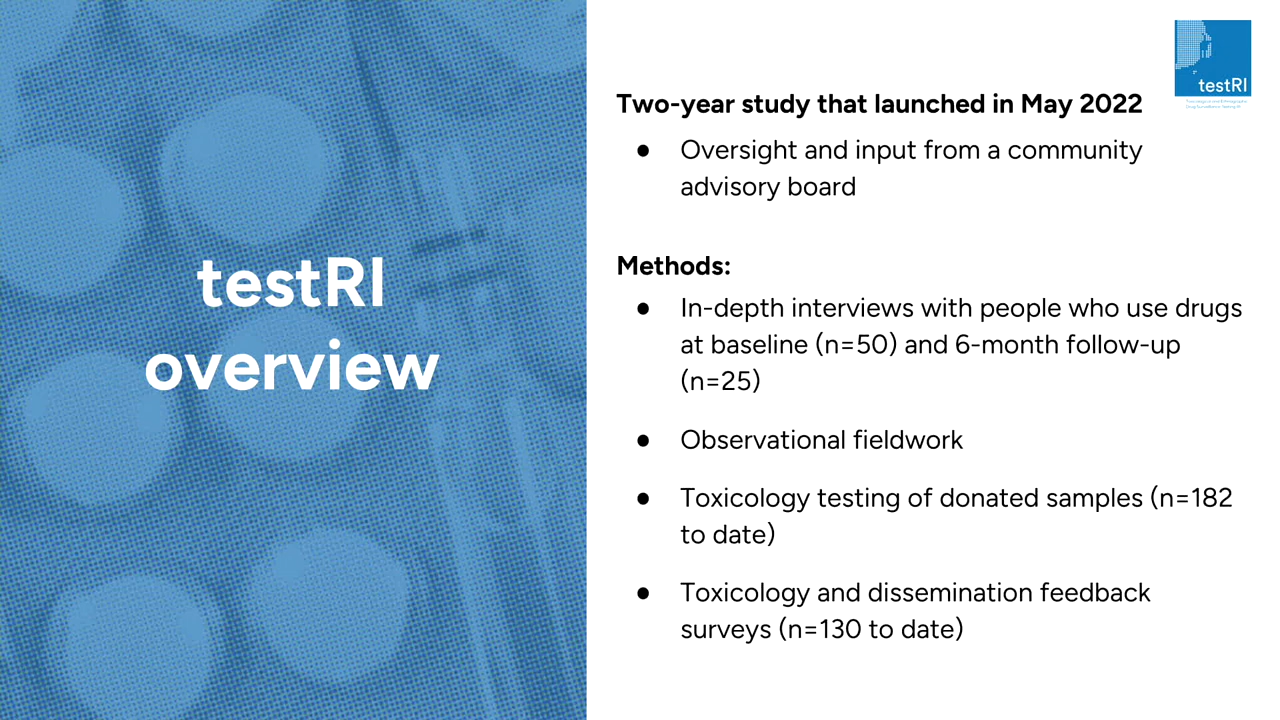 testRI
overview
testRI
Two-year study that launched in May 2022
● Oversight and input from a community
advisory board
Methods:
● In-depth interviews with people who use drugs
at baseline (n=50) and 6-month follow-up
(n=25)
● Observational fieldwork
● Toxicology testing of donated samples (n=182
to date)
● Toxicology and dissemination feedback
surveys (n=130 to date)